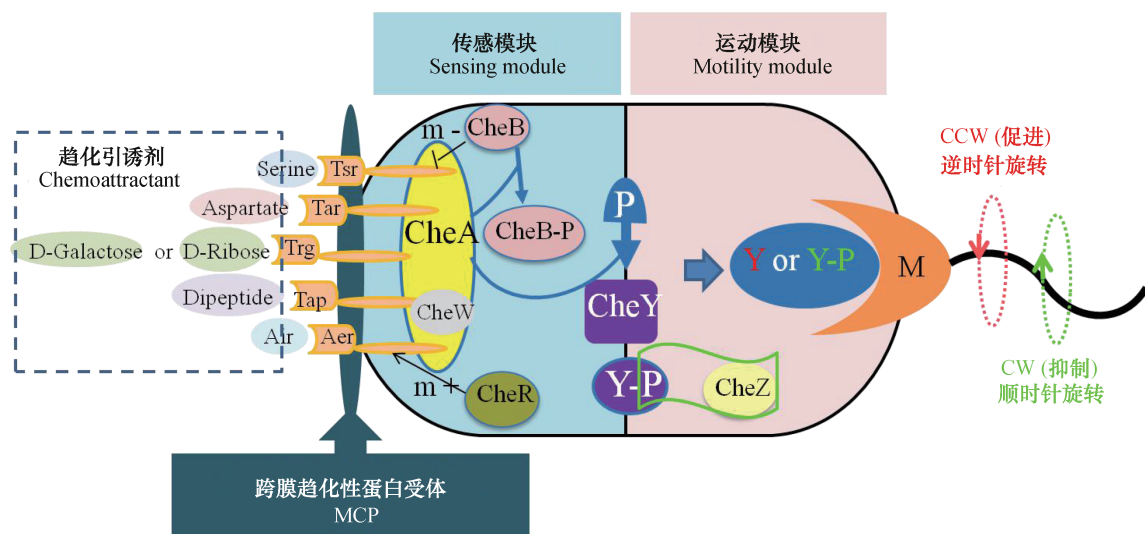 传感模块
Sensing module
运动模块
Motility module
趋化引诱剂
Chemoattractant
Serine
Tsr
Aspartate
Tar
D-Galactose or D-Ribose
Trg
Dipeptide
Tap
Air
Aer
m -
CheB
CheA
CheB-P
CheW
m +
CheR
P
CheY
Y-P
CheZ
Y or Y-P
M
CCW (促进)
逆时针旋转
CW (抑制)
顺时针旋转
跨膜趋化性蛋白受体
MCP